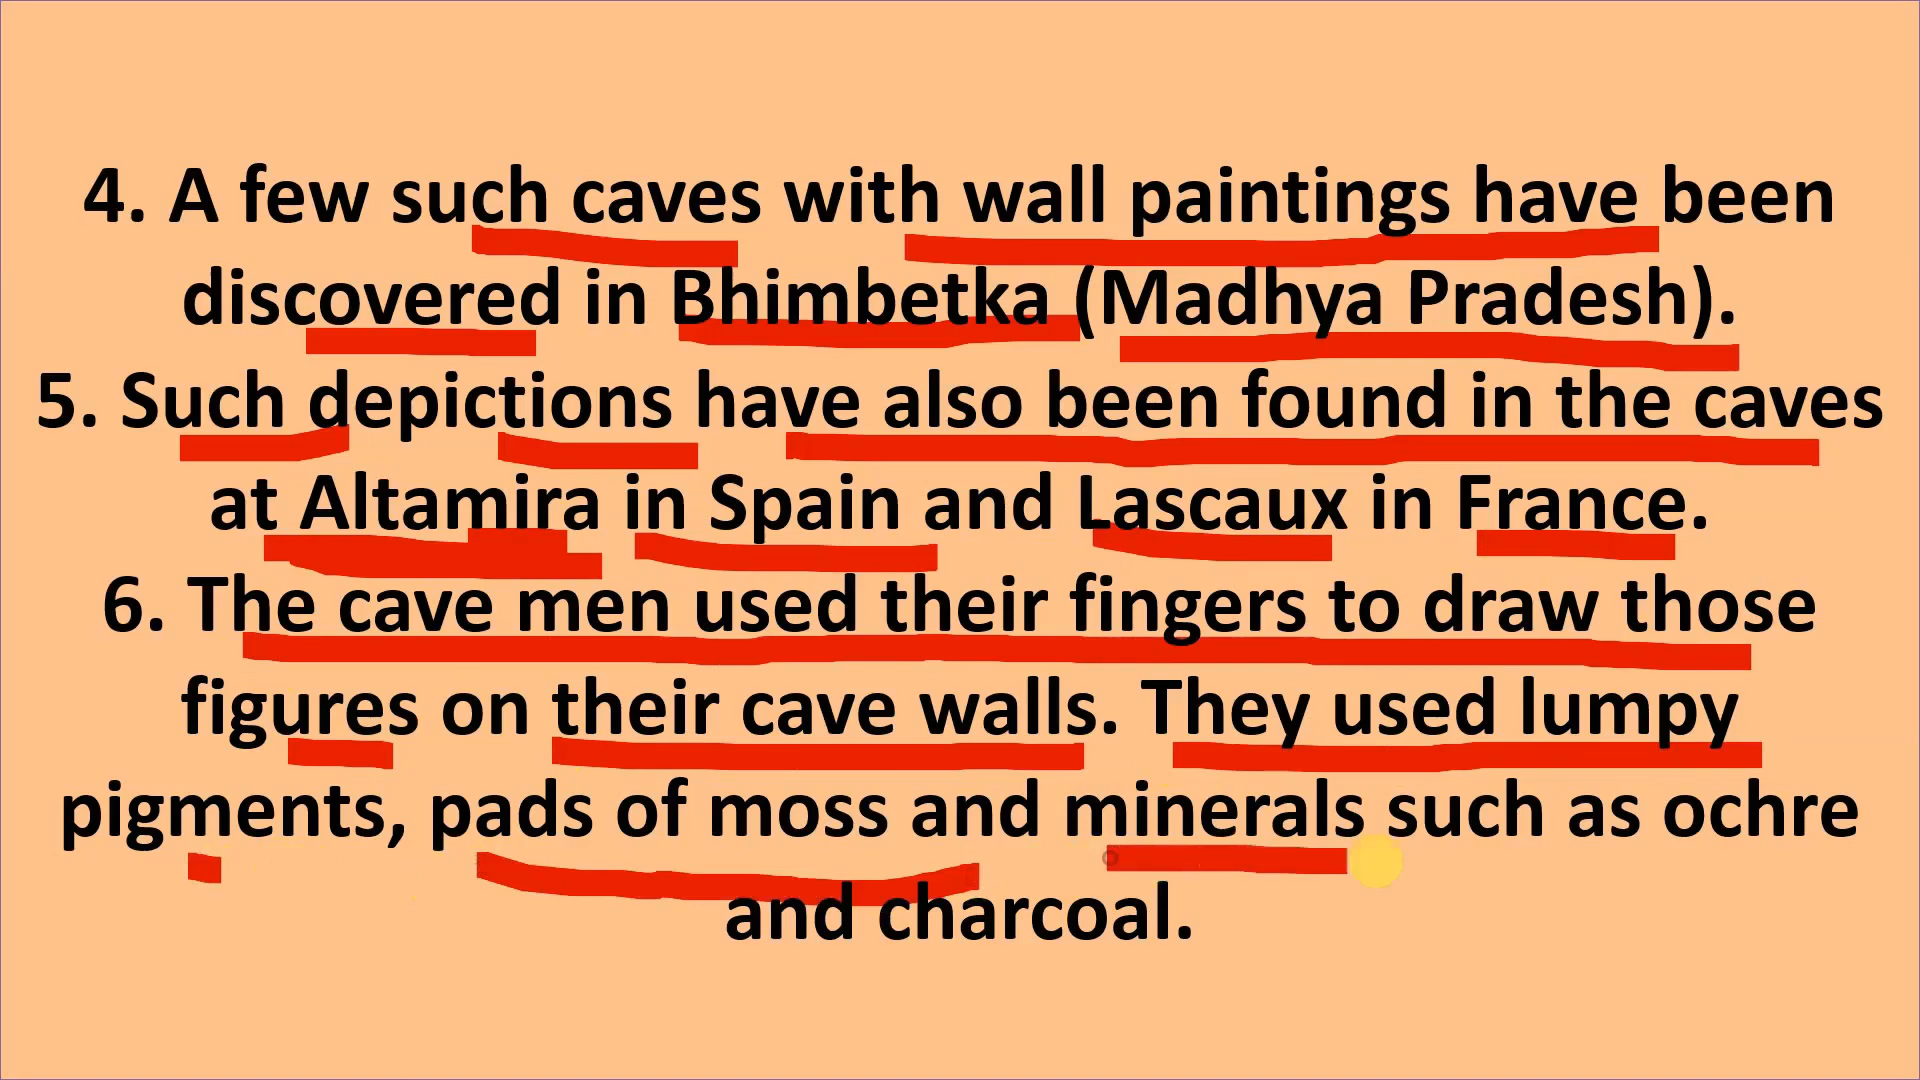 4. A few such caves with wall paintings have been
discovered in Bhimbetka (Madhya Pradesh).
5. Such depictions have also been found in the caves
at Altamira in Spain and Lascaux in France.
6. The cave men used their fingers to draw those
figures on their cave walls. They used lumpy
pigments, pads of moss and minerals such as ochre
and charcoal.